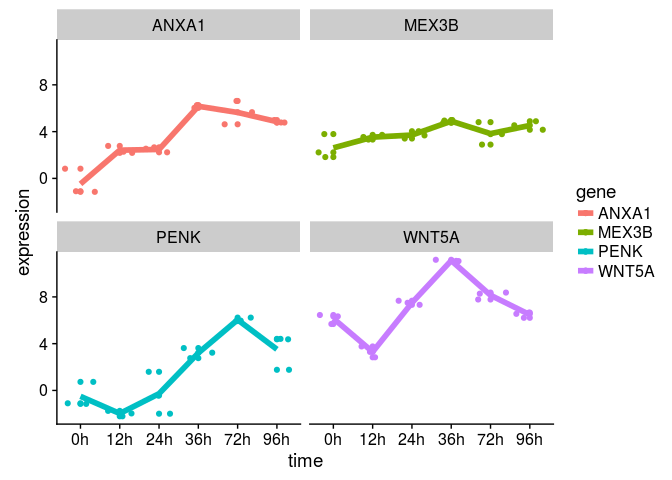 ANXA1 MEX3B
8
4
0
PENK WNT5A
8
4
0
expression
0h 12h 24h 36h 72h 96h 0h 12h 24h 36h 72h 96h
time
gene
ANXA1
MEX3B
PENK
WNT5A